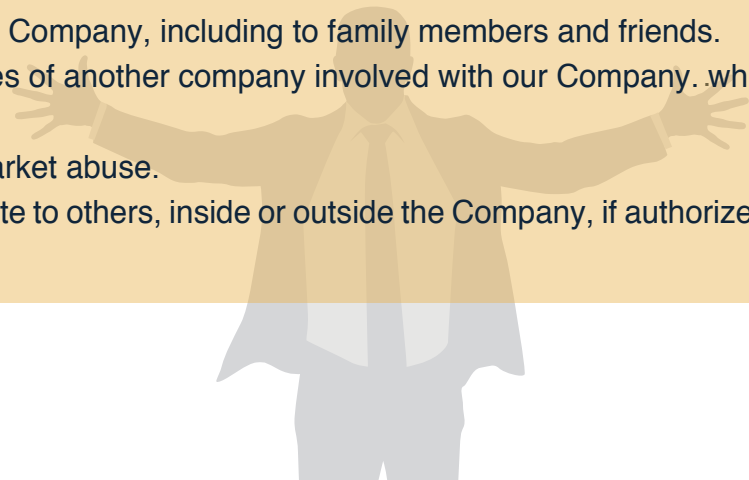 Company, including to family members and friends.
es of another company involved with our Company. wh
arket abuse.
te to others, inside or outside the Company, if authorize